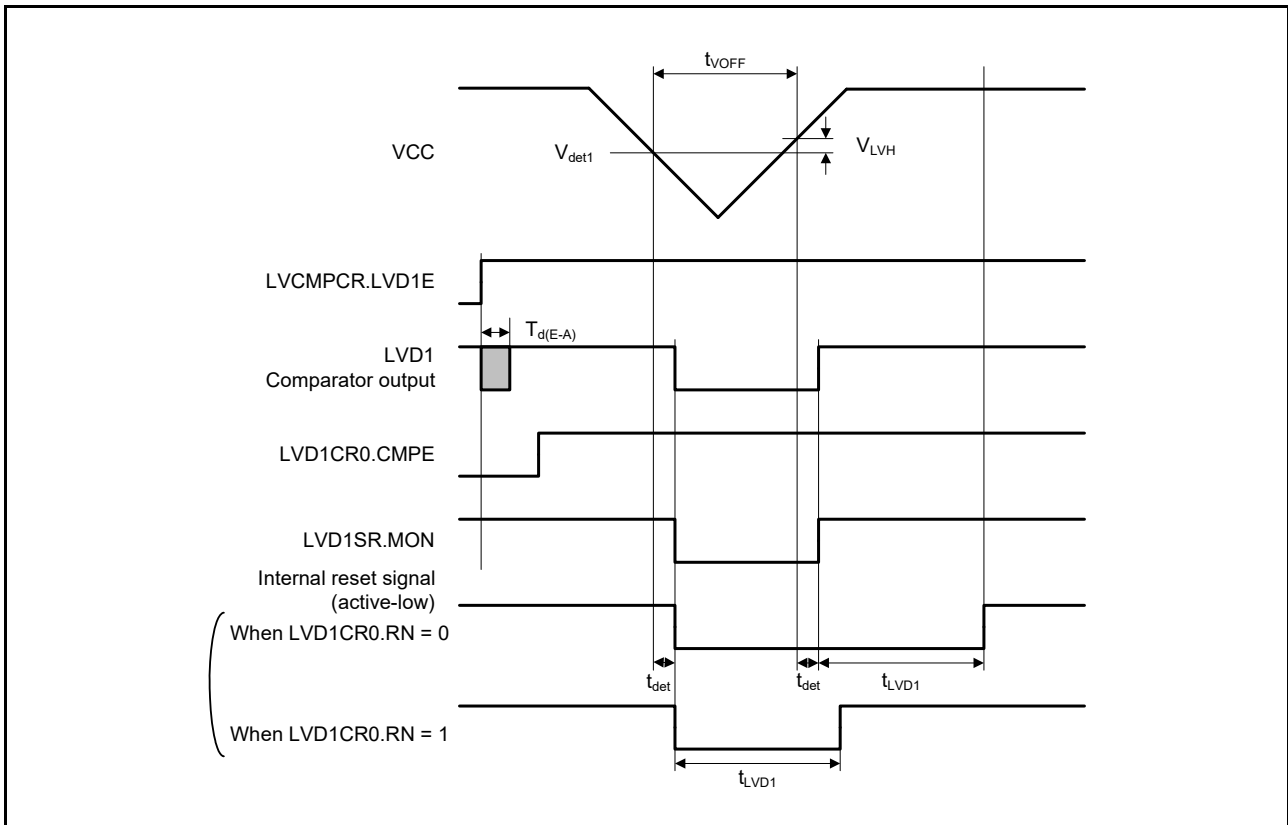 tVOFF
VCC
Vdet1
VLVH
LVCMPCR.LVD1E
Td(E-A)
LVD1
Comparator output
LVD1CR0.CMPE
LVD1SR.MON
Internal reset signal
(active-low)
When LVD1CR0.RN = 0
tdet
tdet
tLVD1
When LVD1CR0.RN = 1
tLVD1